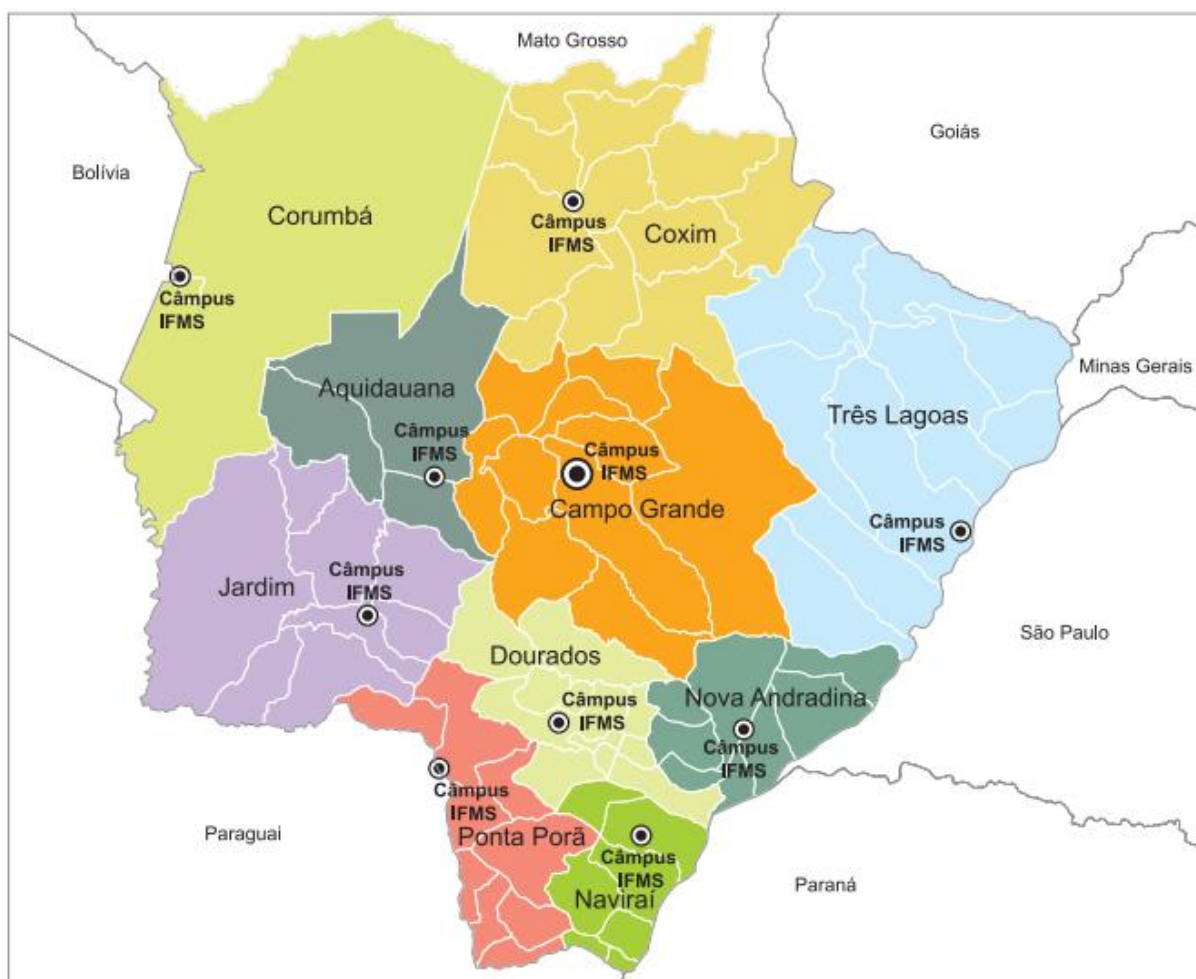 Mato Grosso
Goiás
Bolívia
Corumbá
Câmpus
IFMS
Coxim
Câmpus
IFMS
Minas Gerais
Aquidauana
Câmpus
IFMS
Três Lagoas
Câmpus
IFMS
Campo Grande
Câmpus
IFMS
Jardim
Câmpus
IFMS
São Paulo
Dourados
Câmpus
IFMS
Nova Andradina
Câmpus
IFMS
Câmpus
IFMS
Ponta Porã
Paraguai
Câmpus
IFMS
Naviraí
Paraná